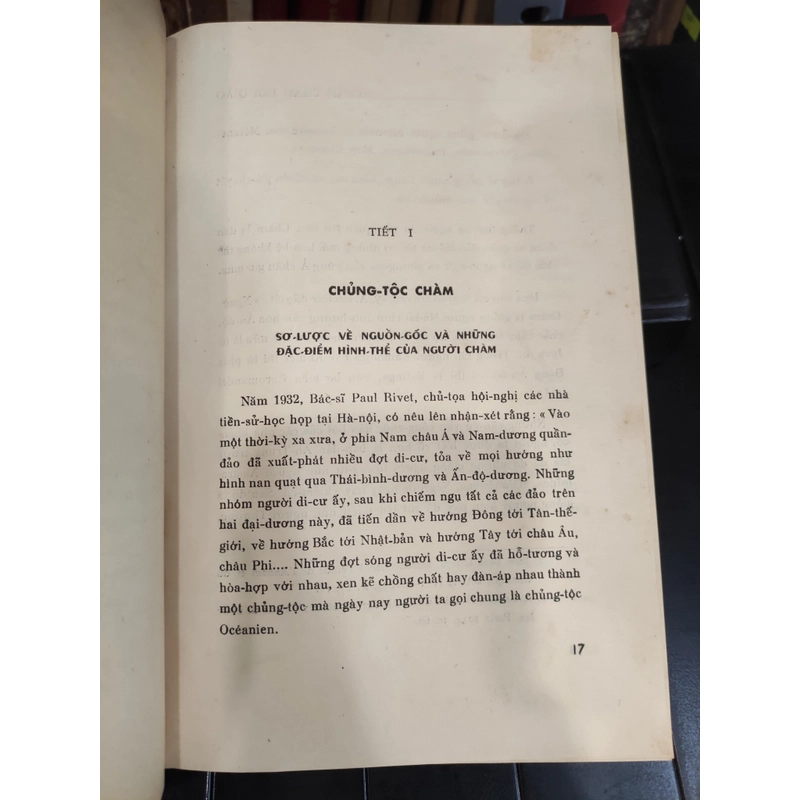 TIẾT I
CHỦNG-TỘC CHÀM
SƠ-LƯỢC VỀ NGUỒN-GỐC VÀ NHỮNG
ĐẶC-ĐIỂM HÌNH-THỂ CỦA NGƯỜI CHÀM
Năm 1932, Bác-sĩ Paul Rivet, chủ-tọa hội-nghị các nhà
tiền-sử-học họp tại Hà-nội, có nêu lên nhận-xét rằng : « Vào
một thời-kỳ xa xưa, ở phía Nam châu Á và Nam-dương quần-
đảo đã xuất-phát nhiều đợt di-cư, tỏa về mọi hướng như
hình nan quạt qua Thái-bình-dương và Ấn-độ-dương. Những
nhóm người di-cư ấy, sau khi chiếm ngụ tất cả các đảo trên
hai đại-dương này, đã tiến dần về hướng Đông tới Tân-thế-
giới, về hướng Bắc tới Nhật-bản và hướng Tây tới châu Âu,
châu Phi.... Những đợt sóng người di-cư ấy đã hỗ-tương và
hòa-hợp với nhau, xen kẽ chồng chất hay đàn-áp nhau thành
một chủng-tộc mà ngày nay người ta gọi chung là chủng-tộc
Océanien.
17